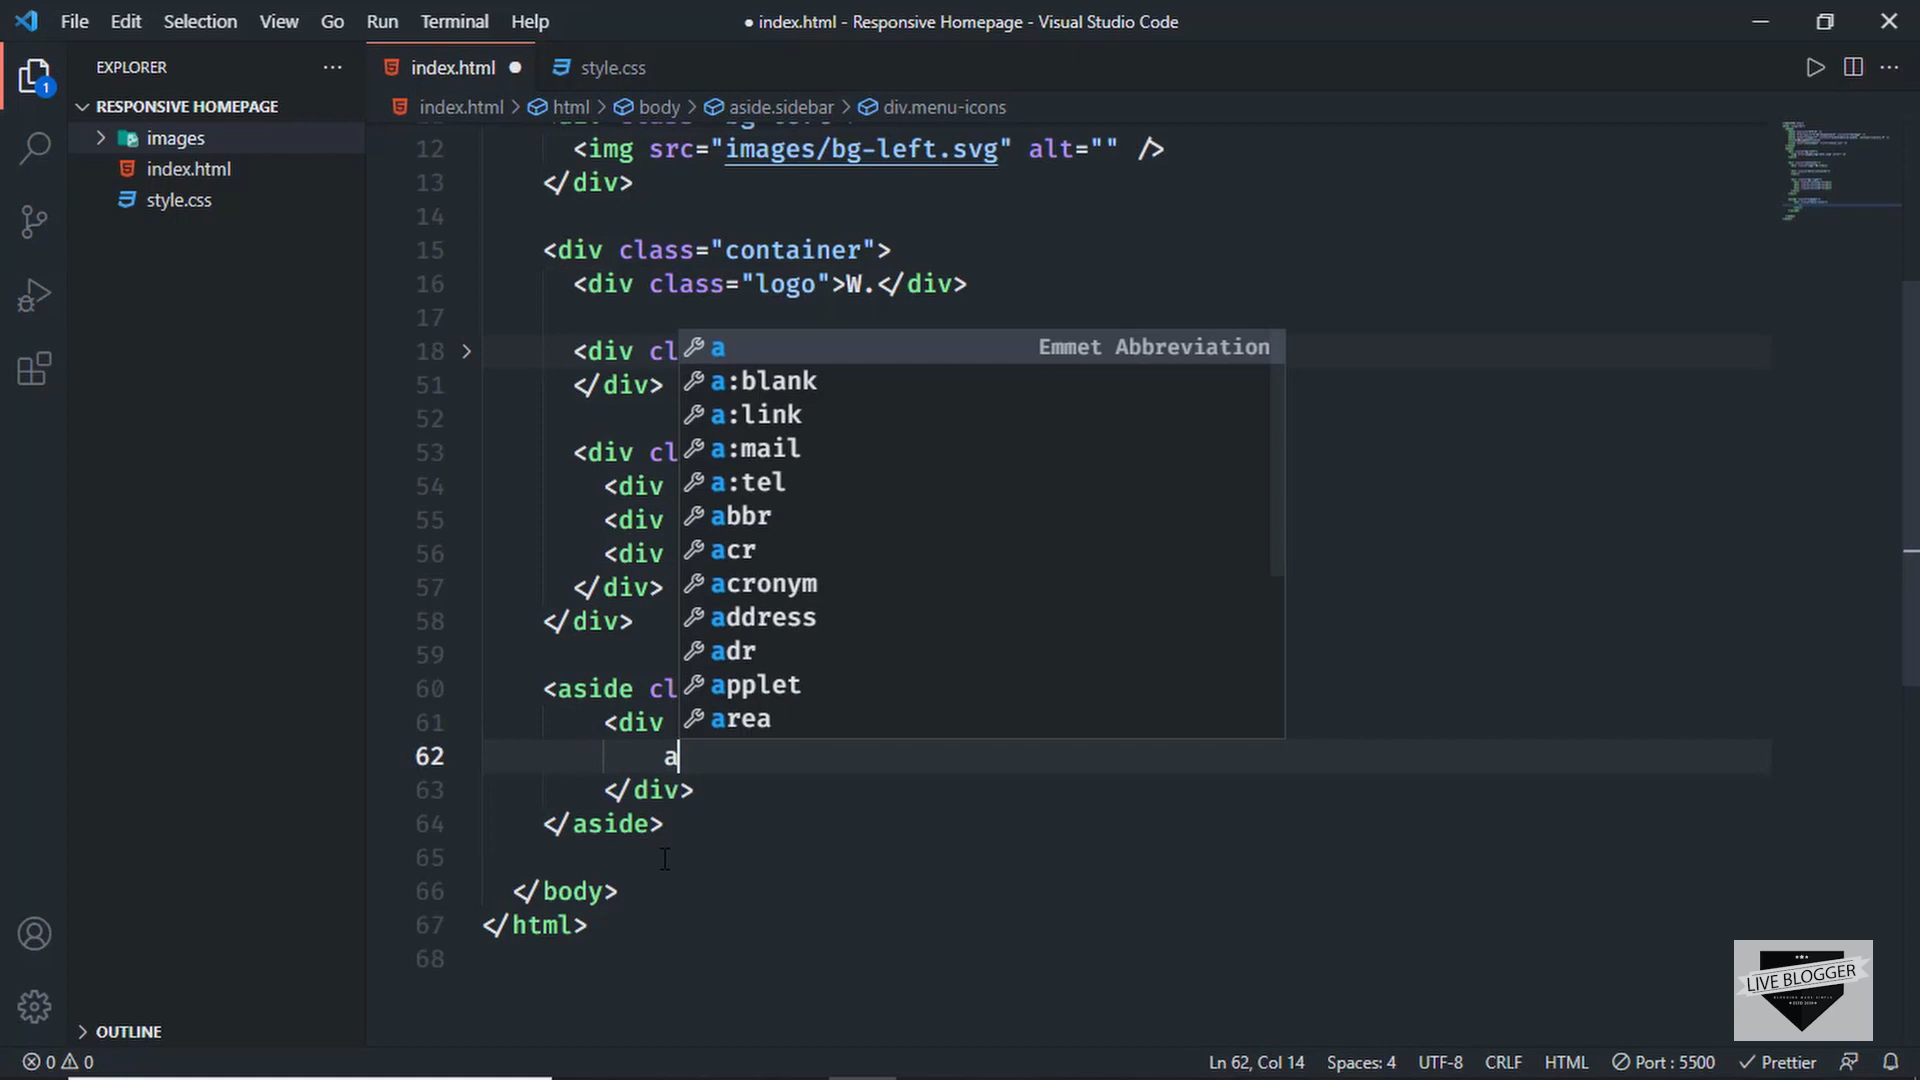 File Edit Selection View Go Run Terminal Help
● index.html - Responsive Homepage - Visual Studio Code
EXPLORER
1
RESPONSIVE HOMEPAGE
images
index.html
style.css
OUTLINE
index.html
style.css
index.html > html > body > aside.sidebar > div.menu-icons
12 <img src="images/bg-left.svg" alt="" />
13 </div>
14
15 <div class="container">
16 <div class="logo">W.</div>
17
18 <div cl
51 </div>
52
53 <div cl
54 <div
55 <div
56 <div
57 </div>
58 </div>
59
60 <aside cl
61 <div
62 a
63 </div>
64 </aside>
65
66 </body>
67 </html>
68
a Emmet Abbreviation
a:blank
a:link
a:mail
a:tel
abbr
acr
acronym
address
adr
applet
area
LIVE BLOGGER
0 0
Ln 62, Col 14 Spaces: 4 UTF-8 CRLF HTML Port : 5500 Prettier